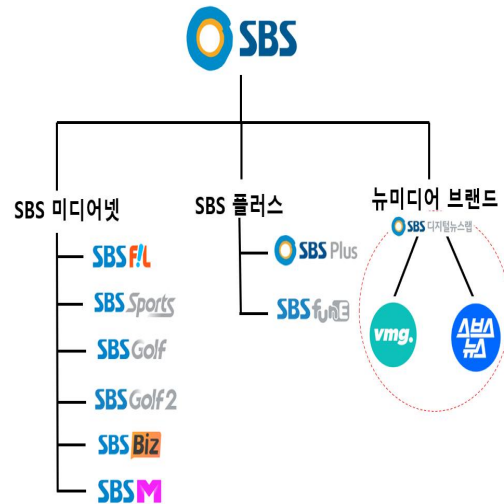 SBS
SBS 미디어넷
SBS 플러스
뉴미디어 브랜드
SBS 디지털뉴스랩
SBS F!L
SBS Sports
SBS Golf
SBS Golf2
SBS Biz
SBS M
SBS Plus
SBS funE
vmg.
스브스
뉴스